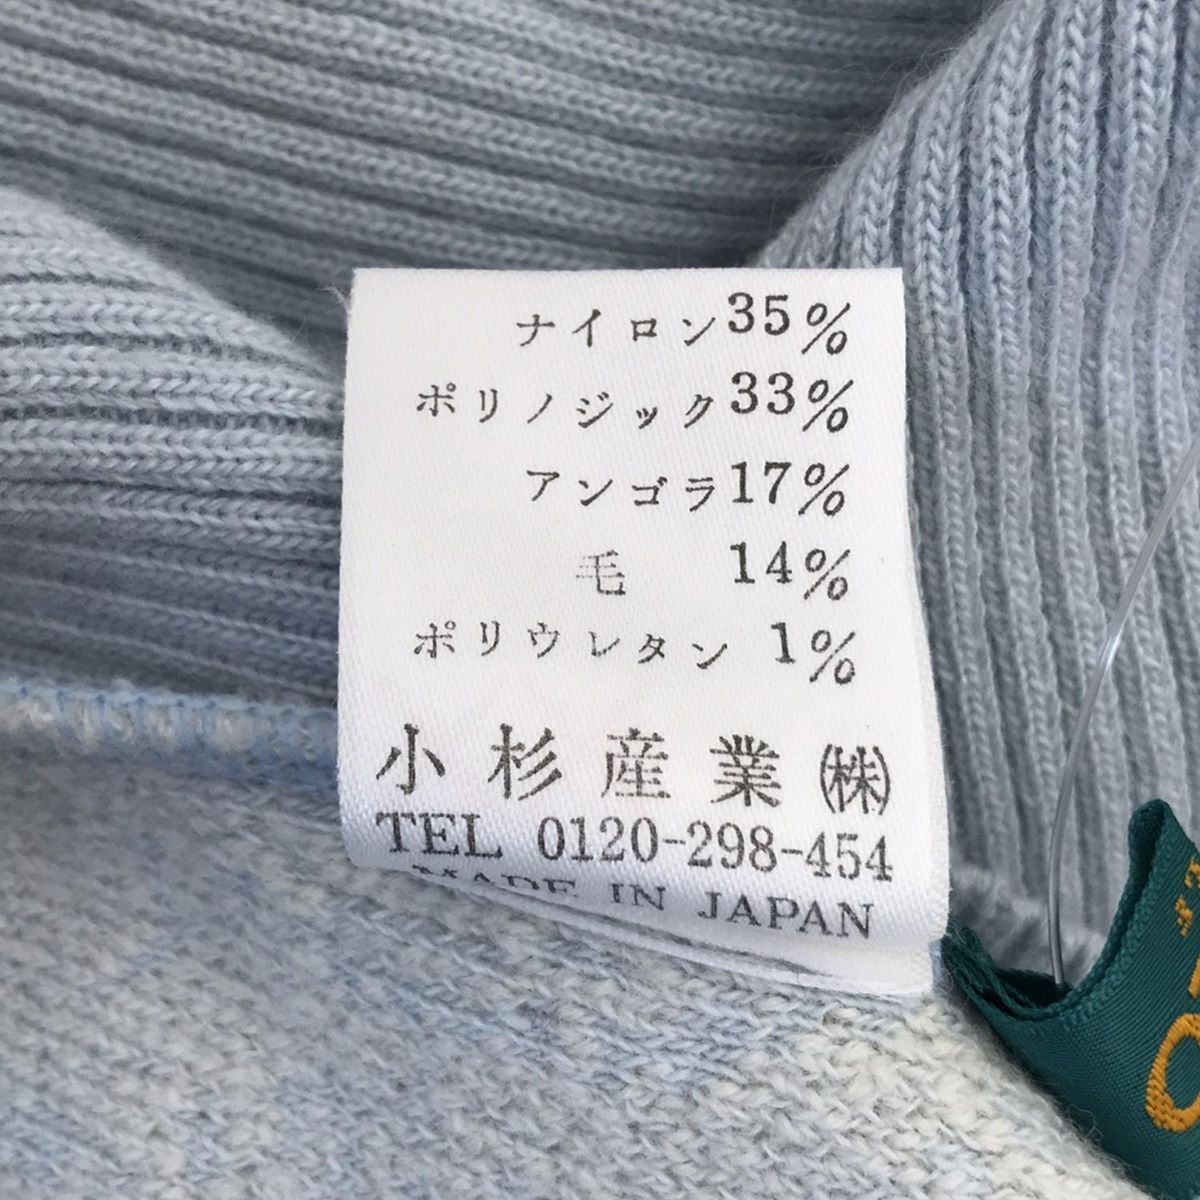 ナイロン35%
ポリノジック33%
アンゴラ17%
毛 14%
ポリウレタン 1%
小杉産業㈱
TEL 0120-298-454
MADE IN JAPAN